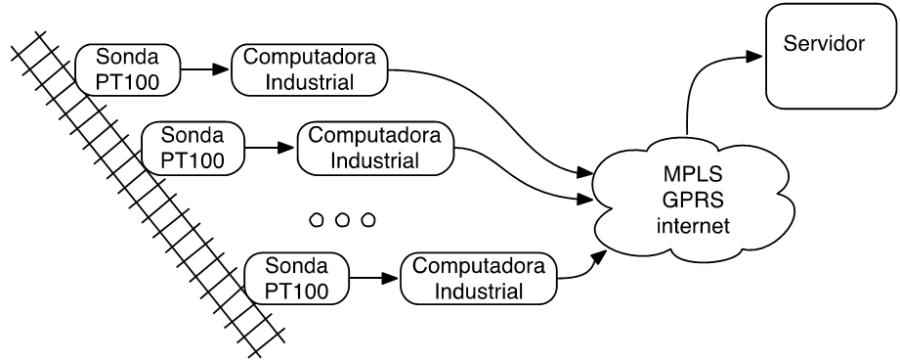 Sonda
PT100
Computadora
Industrial
Servidor
Sonda
PT100
Computadora
Industrial
MPLS
GPRS
internet
Sonda
PT100
Computadora
Industrial